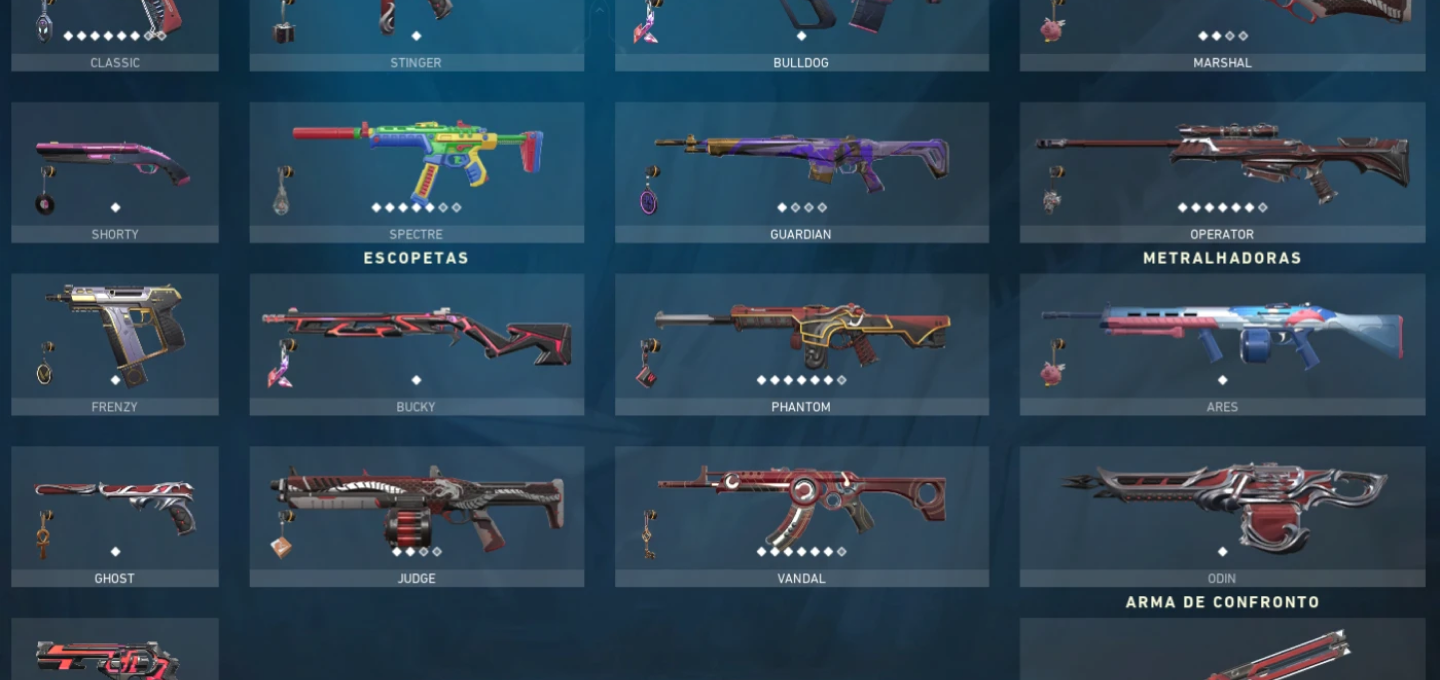 CLASSIC
STINGER
BULLDOG
MARSHAL
SHORTY
SPECTRE
GUARDIAN
OPERATOR
ESCOPETAS
METRALHADORAS
FRENZY
BUCKY
PHANTOM
ARES
GHOST
JUDGE
VANDAL
ODIN
ARMA DE CONFRONTO